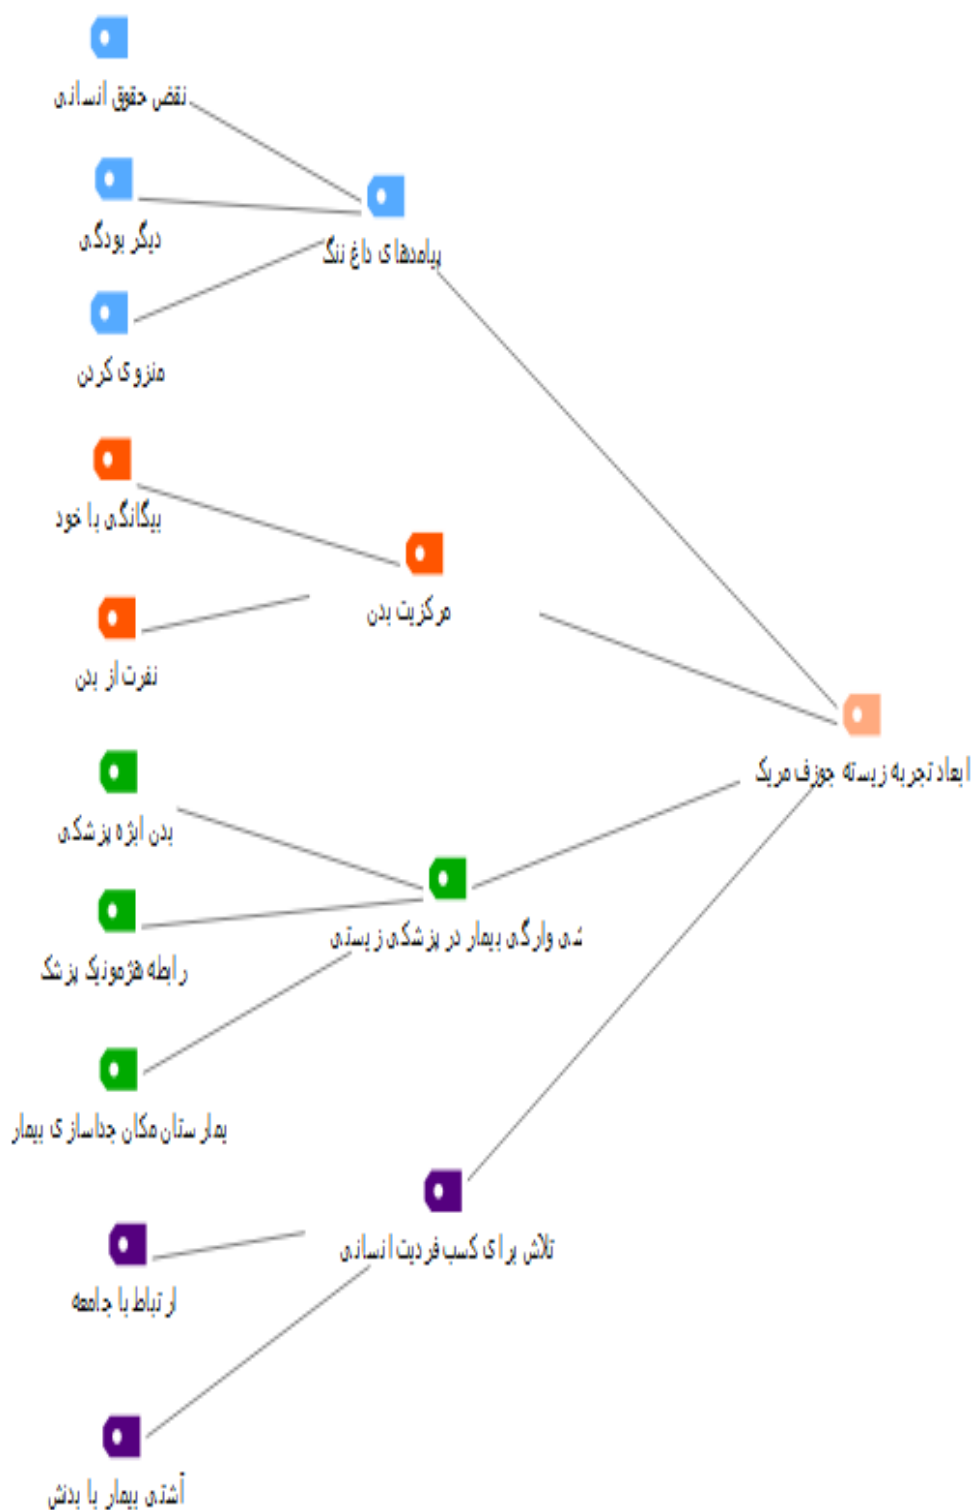 نقض حقوق انسانی
دیگر بودگی
پیامدهای داغ ننگ
منزوی کردن
بیگانگی با خود
مرکزیت بدن
نفرت از بدن
ابعاد تجربه زیسته جوزف مریک
بدن ابژه پزشکی
شی وارگی بیمار در پزشکی زیستی
رابطه هژمونیک پزشک
یمارستان مکان جداسازی بیمار
تلاش برای کسب فردیت انسانی
ارتباط با جامعه
آشتی بیمار با بدنش